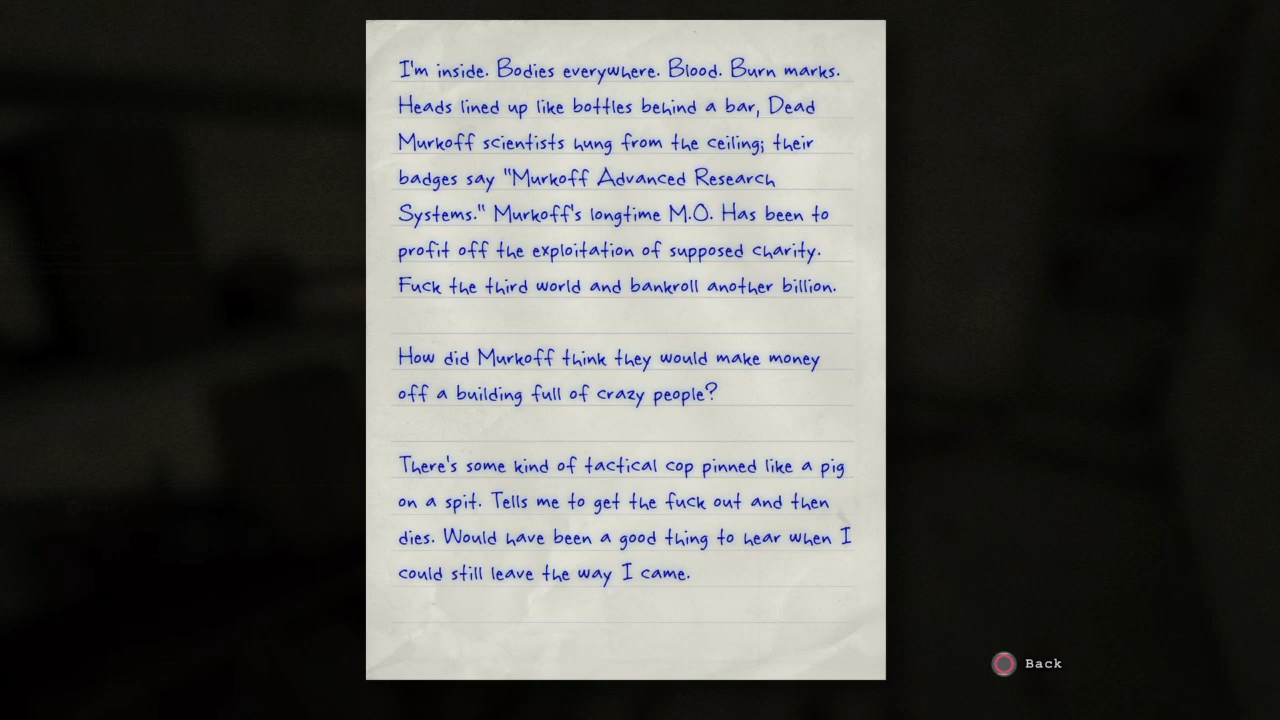 I'm inside. Bodies everywhere. Blood. Burn marks.
Heads lined up like bottles behind a bar, Dead
Murkoff scientists hung from the ceiling; their
badges say "Murkoff Advanced Research
Systems." Murkoff's longtime M.O. Has been to
profit off the exploitation of supposed charity.
Fuck the third world and bankroll another billion.
How did Murkoff think they would make money
off a building full of crazy people?
There's some kind of tactical cop pinned like a pig
on a spit. Tells me to get the fuck out and then
dies. Would have been a good thing to hear when I
could still leave the way I came.
Back